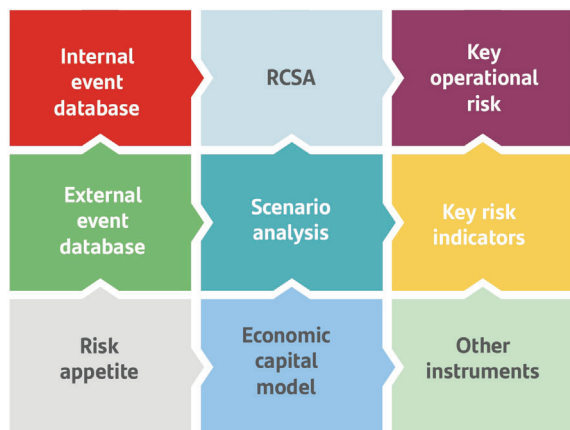 Internal
event
database
RCSA
Key
operational
risk
External
event
database
Scenario
analysis
Key risk
indicators
Risk
appetite
Economic
capital
model
Other
instruments